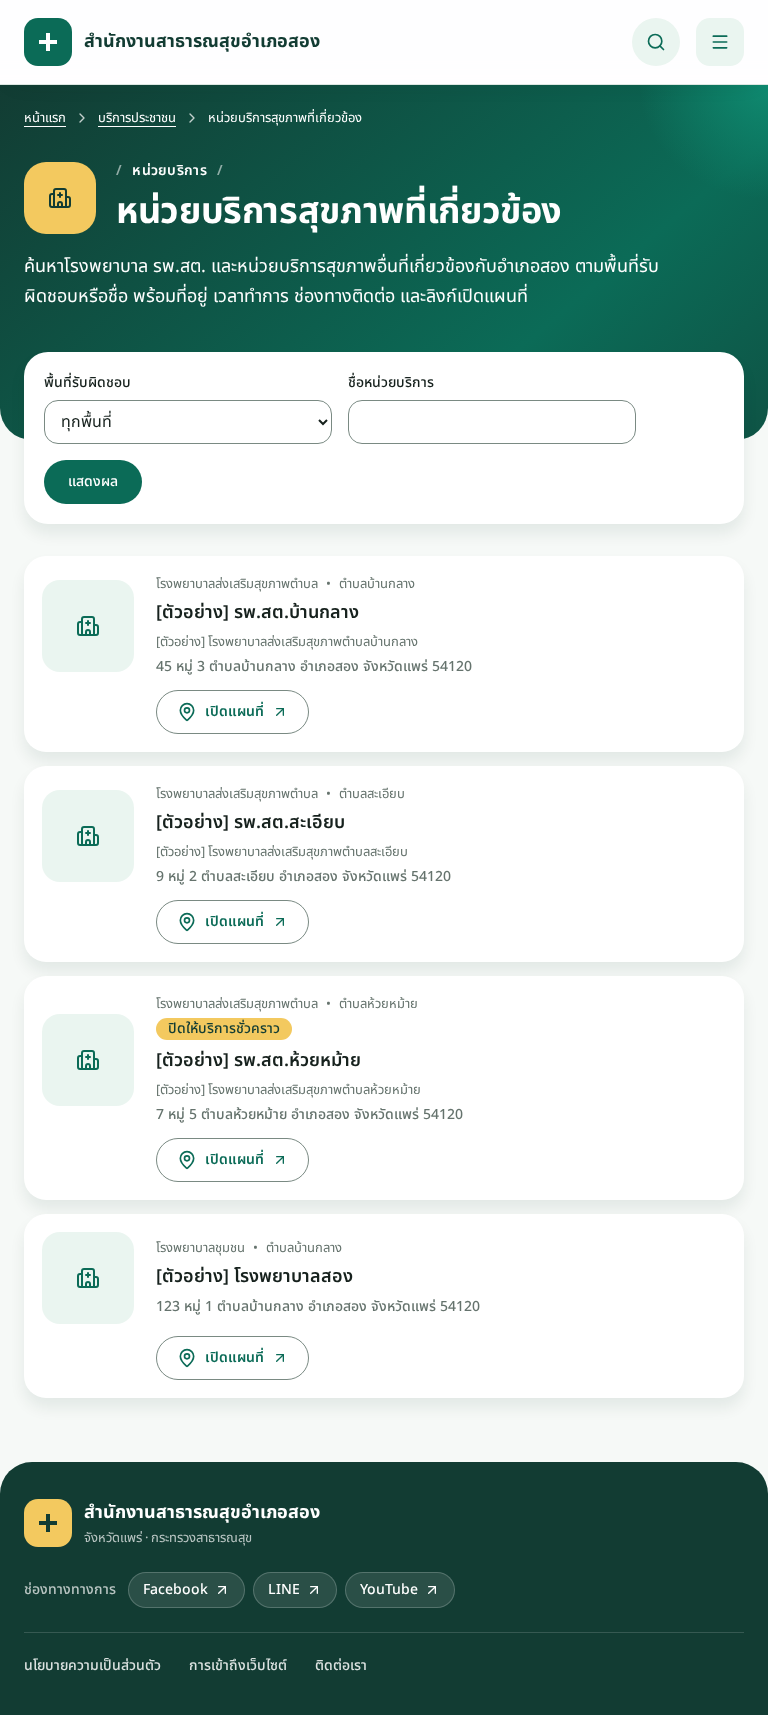 สำนักงานสาธารณสุขอำเภอสอง
หน้าแรก > บริการประชาชน > หน่วยบริการสุขภาพที่เกี่ยวข้อง
/ หน่วยบริการ /
หน่วยบริการสุขภาพที่เกี่ยวข้อง
ค้นหาโรงพยาบาล รพ.สต. และหน่วยบริการสุขภาพอื่นที่เกี่ยวข้องกับอำเภอสอง ตามพื้นที่รับ
ผิดชอบหรือชื่อ พร้อมที่อยู่ เวลาทำการ ช่องทางติดต่อ และลิงก์เปิดแผนที่
พื้นที่รับผิดชอบ
ทุกพื้นที่
ชื่อหน่วยบริการ
แสดงผล
โรงพยาบาลส่งเสริมสุขภาพตำบล • ตำบลบ้านกลาง
[ตัวอย่าง] รพ.สต.บ้านกลาง
[ตัวอย่าง] โรงพยาบาลส่งเสริมสุขภาพตำบลบ้านกลาง
45 หมู่ 3 ตำบลบ้านกลาง อำเภอสอง จังหวัดแพร่ 54120
เปิดแผนที่
โรงพยาบาลส่งเสริมสุขภาพตำบล • ตำบลสะเอียบ
[ตัวอย่าง] รพ.สต.สะเอียบ
[ตัวอย่าง] โรงพยาบาลส่งเสริมสุขภาพตำบลสะเอียบ
9 หมู่ 2 ตำบลสะเอียบ อำเภอสอง จังหวัดแพร่ 54120
เปิดแผนที่
โรงพยาบาลส่งเสริมสุขภาพตำบล • ตำบลห้วยหม้าย
ปิดให้บริการชั่วคราว
[ตัวอย่าง] รพ.สต.ห้วยหม้าย
[ตัวอย่าง] โรงพยาบาลส่งเสริมสุขภาพตำบลห้วยหม้าย
7 หมู่ 5 ตำบลห้วยหม้าย อำเภอสอง จังหวัดแพร่ 54120
เปิดแผนที่
โรงพยาบาลชุมชน • ตำบลบ้านกลาง
[ตัวอย่าง] โรงพยาบาลสอง
123 หมู่ 1 ตำบลบ้านกลาง อำเภอสอง จังหวัดแพร่ 54120
เปิดแผนที่
สำนักงานสาธารณสุขอำเภอสอง
จังหวัดแพร่ · กระทรวงสาธารณสุข
ช่องทางทางการ Facebook LINE YouTube
นโยบายความเป็นส่วนตัว การเข้าถึงเว็บไซต์ ติดต่อเรา